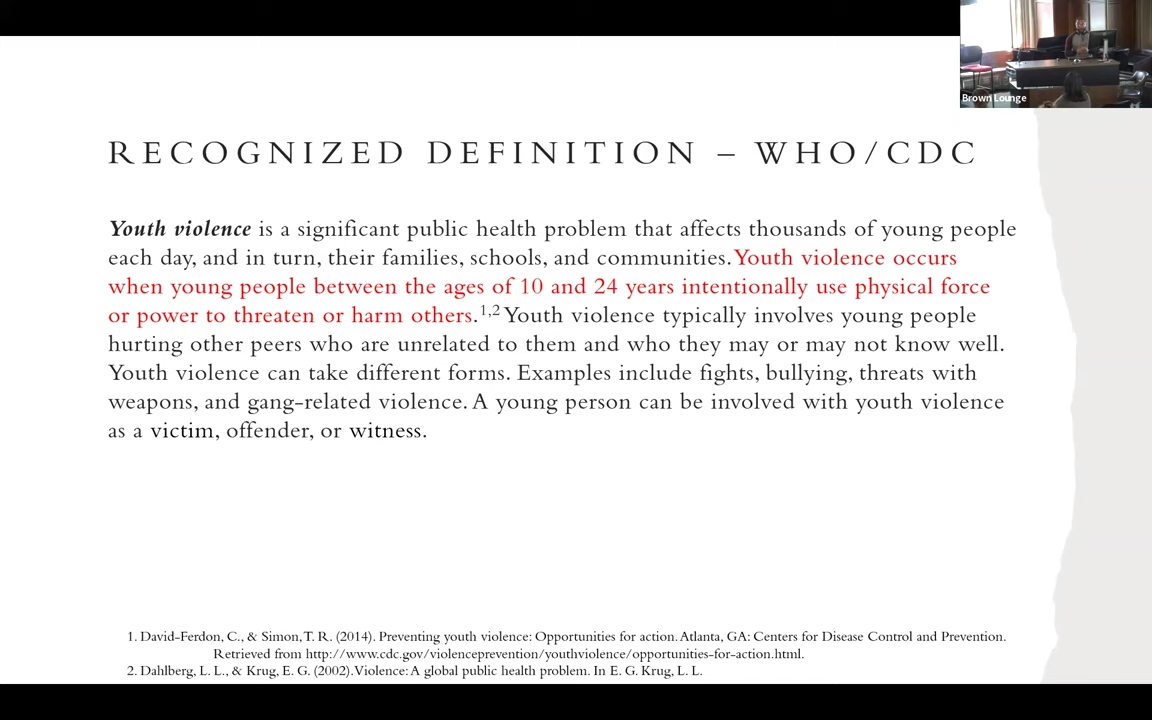 Brown Lounge
RECOGNIZED DEFINITION – WHO/CDC
Youth violence is a significant public health problem that affects thousands of young people
each day, and in turn, their families, schools, and communities. Youth violence occurs
when young people between the ages of 10 and 24 years intentionally use physical force
or power to threaten or harm others.1,2 Youth violence typically involves young people
hurting other peers who are unrelated to them and who they may or may not know well.
Youth violence can take different forms. Examples include fights, bullying, threats with
weapons, and gang-related violence. A young person can be involved with youth violence
as a victim, offender, or witness.
1. David-Ferdon, C., & Simon, T. R. (2014). Preventing youth violence: Opportunities for action. Atlanta, GA: Centers for Disease Control and Prevention.
Retrieved from http://www.cdc.gov/violenceprevention/youthviolence/opportunities-for-action.html.
2. Dahlberg, L. L., & Krug, E. G. (2002). Violence: A global public health problem. In E. G. Krug, L. L.